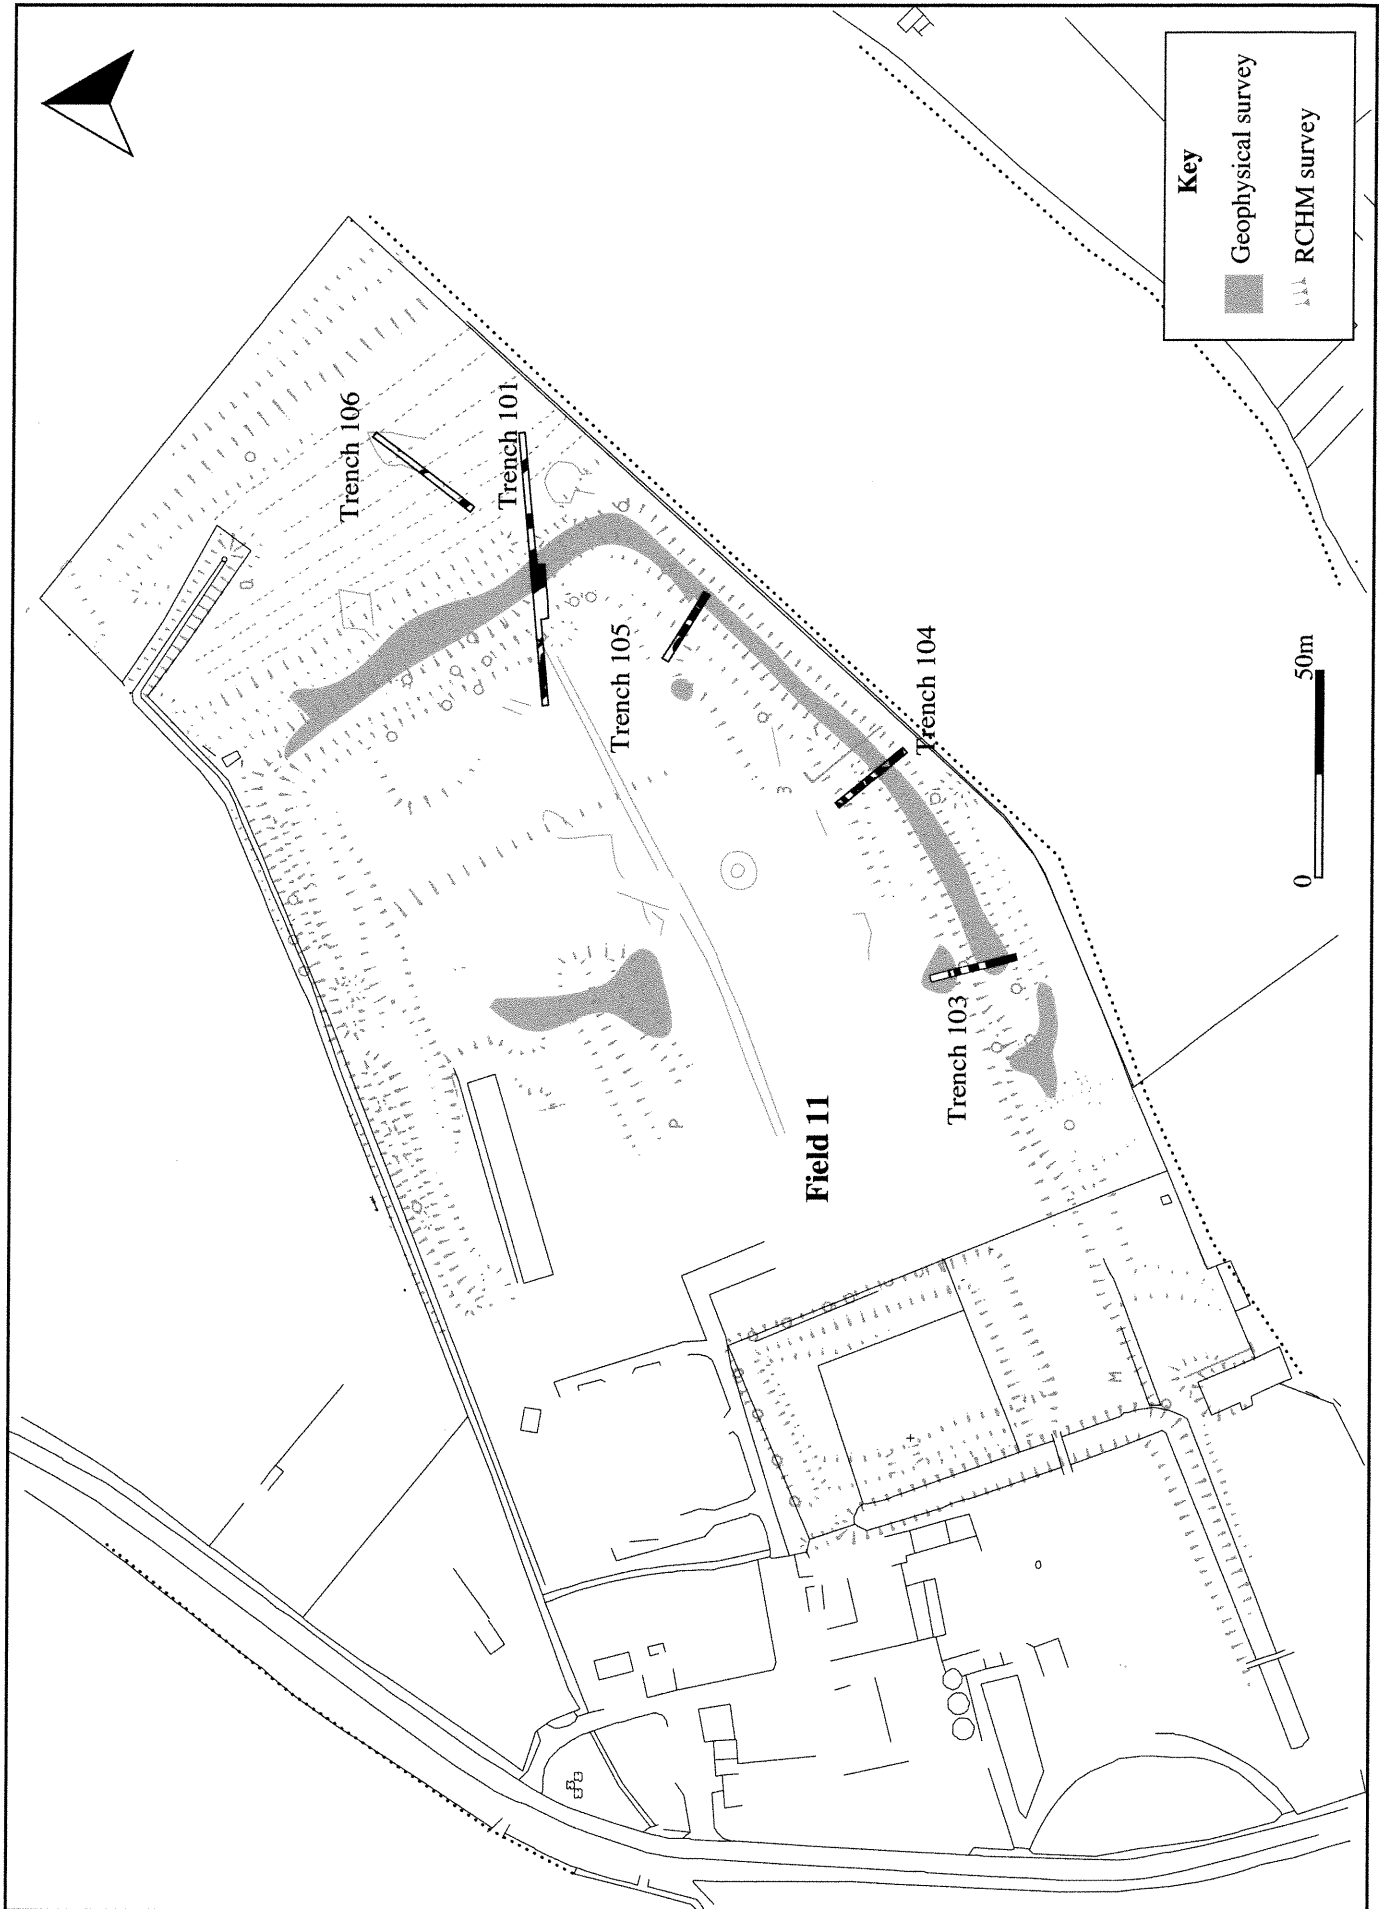 Key
Geophysical survey
RCHM survey
Trench 106
Trench 101
Trench 105
Trench 104
Trench 103
Field 11
0 50m